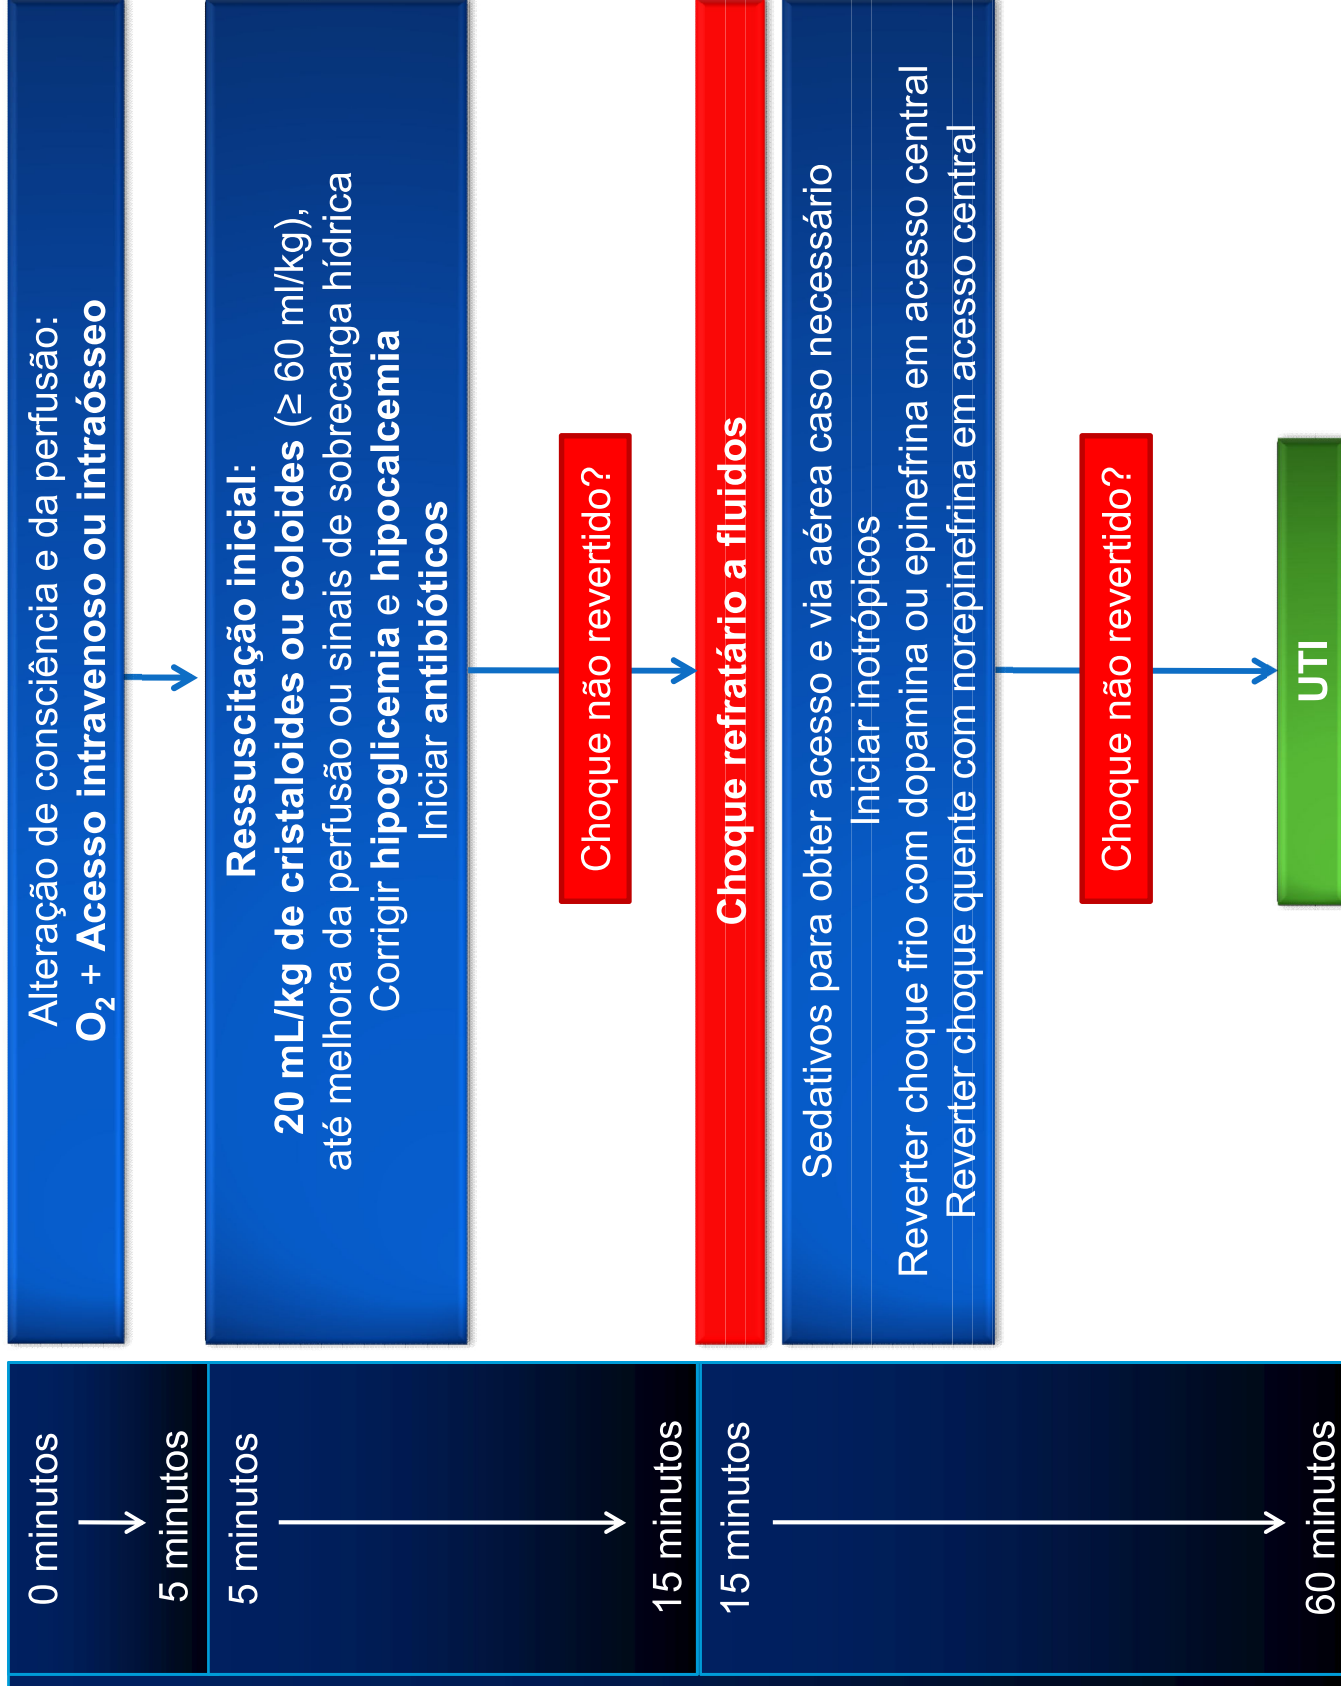 0 minutos
5 minutos
Alteração de consciência e da perfusão:
O₂ + Acesso intravenoso ou intraósseo
5 minutos
15 minutos
Ressuscitação inicial:
20 mL/kg de cristaloides ou coloides (≥ 60 ml/kg),
até melhora da perfusão ou sinais de sobrecarga hídrica
Corrigir hipoglicemia e hipocalcemia
Iniciar antibióticos
Choque não revertido?
15 minutos
60 minutos
Choque refratário a fluidos
Sedativos para obter acesso e via aérea caso necessário
Iniciar inotrópicos
Reverter choque frio com dopamina ou epinefrina em acesso central
Reverter choque quente com norepinefrina em acesso central
Choque não revertido?
UTI